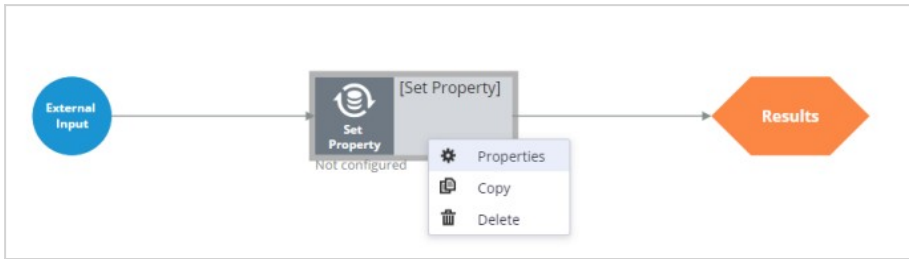 External
Input
[Set Property]
Set
Property
Not configured
Properties
Copy
Delete
Results